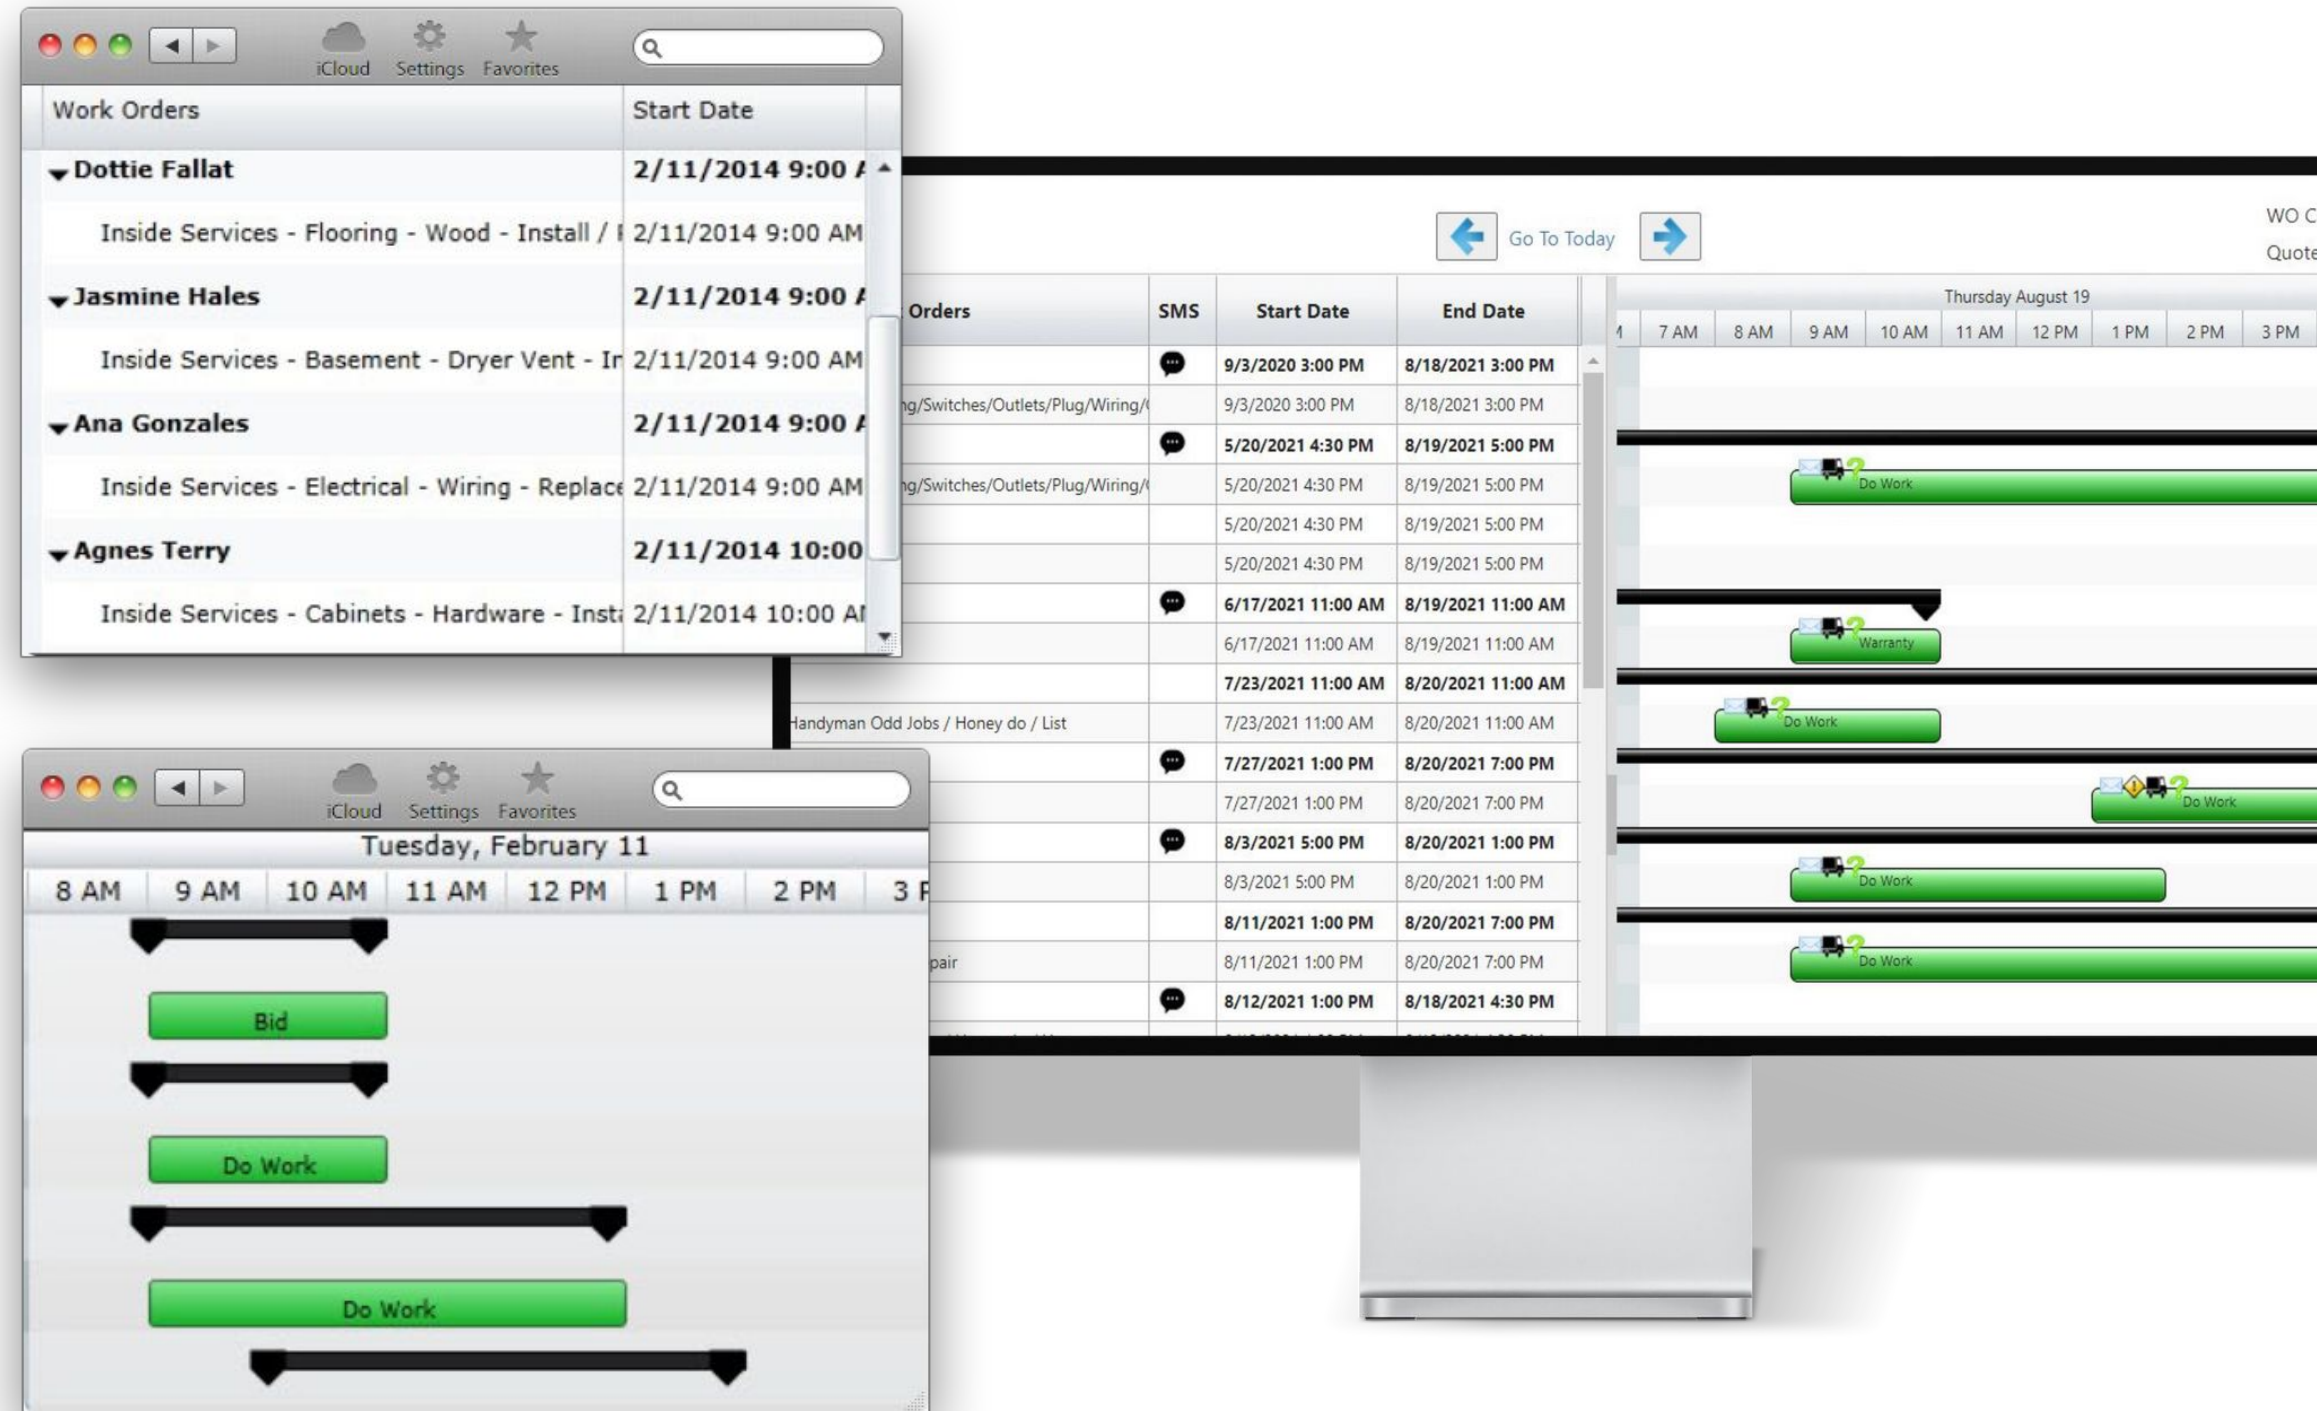 iCloud Settings Favorites
Work Orders Start Date
Dottie Fallat 2/11/2014 9:00
Inside Services - Flooring - Wood - Install / 2/11/2014 9:00 AM
Jasmine Hales 2/11/2014 9:00
Inside Services - Basement - Dryer Vent - 2/11/2014 9:00 AM
Ana Gonzales 2/11/2014 9:00
Inside Services - Electrical - Wiring - Replace 2/11/2014 9:00 AM
Agnes Terry 2/11/2014 10:00
Inside Services - Cabinets - Hardware - 2/11/2014 10:00
iCloud Settings Favorites
Tuesday, February 11
8 AM 9 AM 10 AM 11 AM 12 PM 1 PM 2 PM 3
Bid
Do Work
Do Work
Go To Today
WO C
Quote
Orders SMS Start Date End Date
9/3/2020 3:00 PM 8/18/2021 3:00 PM
ng/Switches/Outlets/Plug/Wiring/ 9/3/2020 3:00 PM 8/18/2021 3:00 PM
5/20/2021 4:30 PM 8/19/2021 5:00 PM
ng/Switches/Outlets/Plug/Wiring/ 5/20/2021 4:30 PM 8/19/2021 5:00 PM
5/20/2021 4:30 PM 8/19/2021 5:00 PM
5/20/2021 4:30 PM 8/19/2021 5:00 PM
6/17/2021 11:00 AM 8/19/2021 11:00 AM
6/17/2021 11:00 AM 8/19/2021 11:00 AM
7/23/2021 11:00 AM 8/20/2021 11:00 AM
Handyman Odd Jobs / Honey do / List 7/23/2021 11:00 AM 8/20/2021 11:00 AM
7/27/2021 1:00 PM 8/20/2021 7:00 PM
7/27/2021 1:00 PM 8/20/2021 7:00 PM
8/3/2021 5:00 PM 8/20/2021 1:00 PM
8/3/2021 5:00 PM 8/20/2021 1:00 PM
8/11/2021 1:00 PM 8/20/2021 7:00 PM
pair 8/11/2021 1:00 PM 8/20/2021 7:00 PM
8/12/2021 1:00 PM 8/18/2021 4:30 PM
Thursday August 19
7 AM 8 AM 9 AM 10 AM 11 AM 12 PM 1 PM 2 PM 3 PM
Do Work
Warranty
Do Work
Do Work
Do Work
Do Work